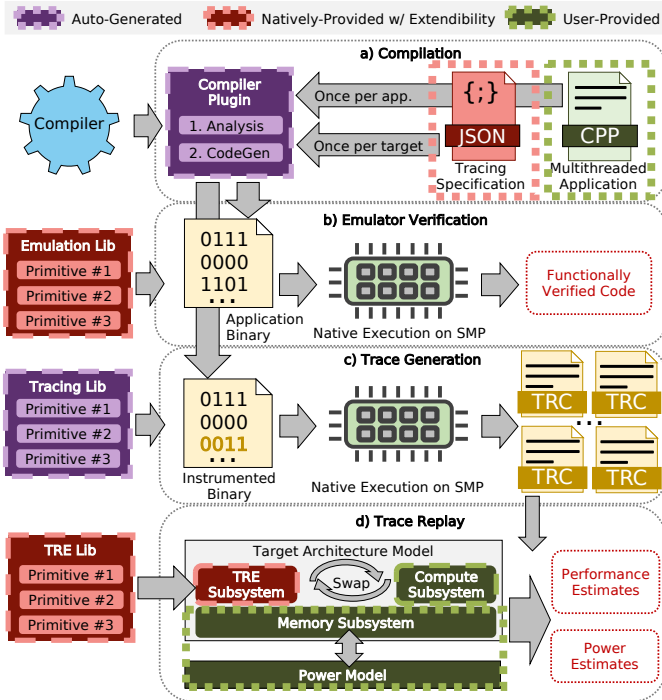 Auto-Generated
Natively-Provided w/ Extendibility
User-Provided
a) Compilation
Compiler
Compiler
Plugin
1. Analysis
2. CodeGen
Once per app.
Once per target
{;}
JSON
Tracing
Specification
CPP
Multithreaded
Application
b) Emulator Verification
Emulation Lib
Primitive #1
Primitive #2
Primitive #3
0111
0000
1101
...
Application
Binary
Native Execution on SMP
Functionally
Verified Code
c) Trace Generation
Tracing Lib
Primitive #1
Primitive #2
Primitive #3
0111
0000
0011
...
Instrumented
Binary
Native Execution on SMP
TRC
TRC
...
TRC
TRC
d) Trace Replay
TRE Lib
Primitive #1
Primitive #2
Primitive #3
Target Architecture Model
TRE
Subsystem
Swap
Compute
Subsystem
Memory Subsystem
Power Model
Performance
Estimates
Power
Estimates